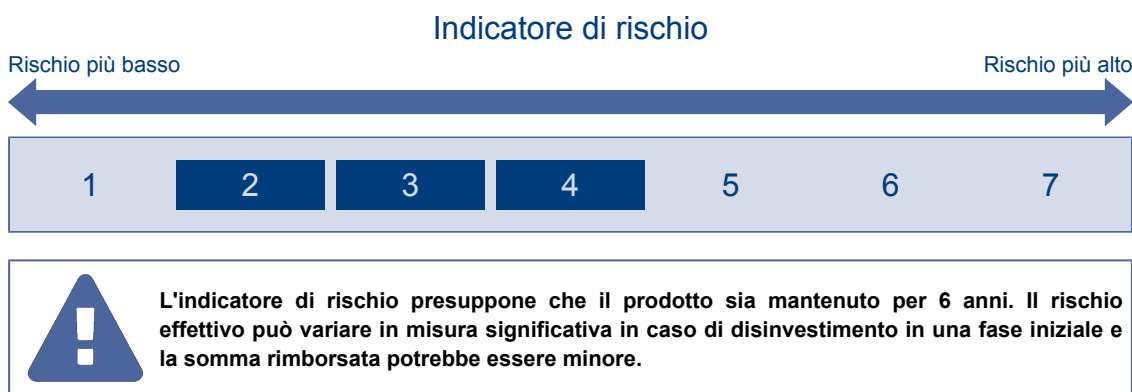 Indicatore di rischio
Rischio più basso
Rischio più alto
1 2 3 4 5 6 7
L'indicatore di rischio presuppone che il prodotto sia mantenuto per 6 anni. Il rischio
effettivo può variare in misura significativa in caso di disinvestimento in una fase iniziale e
la somma rimborsata potrebbe essere minore.